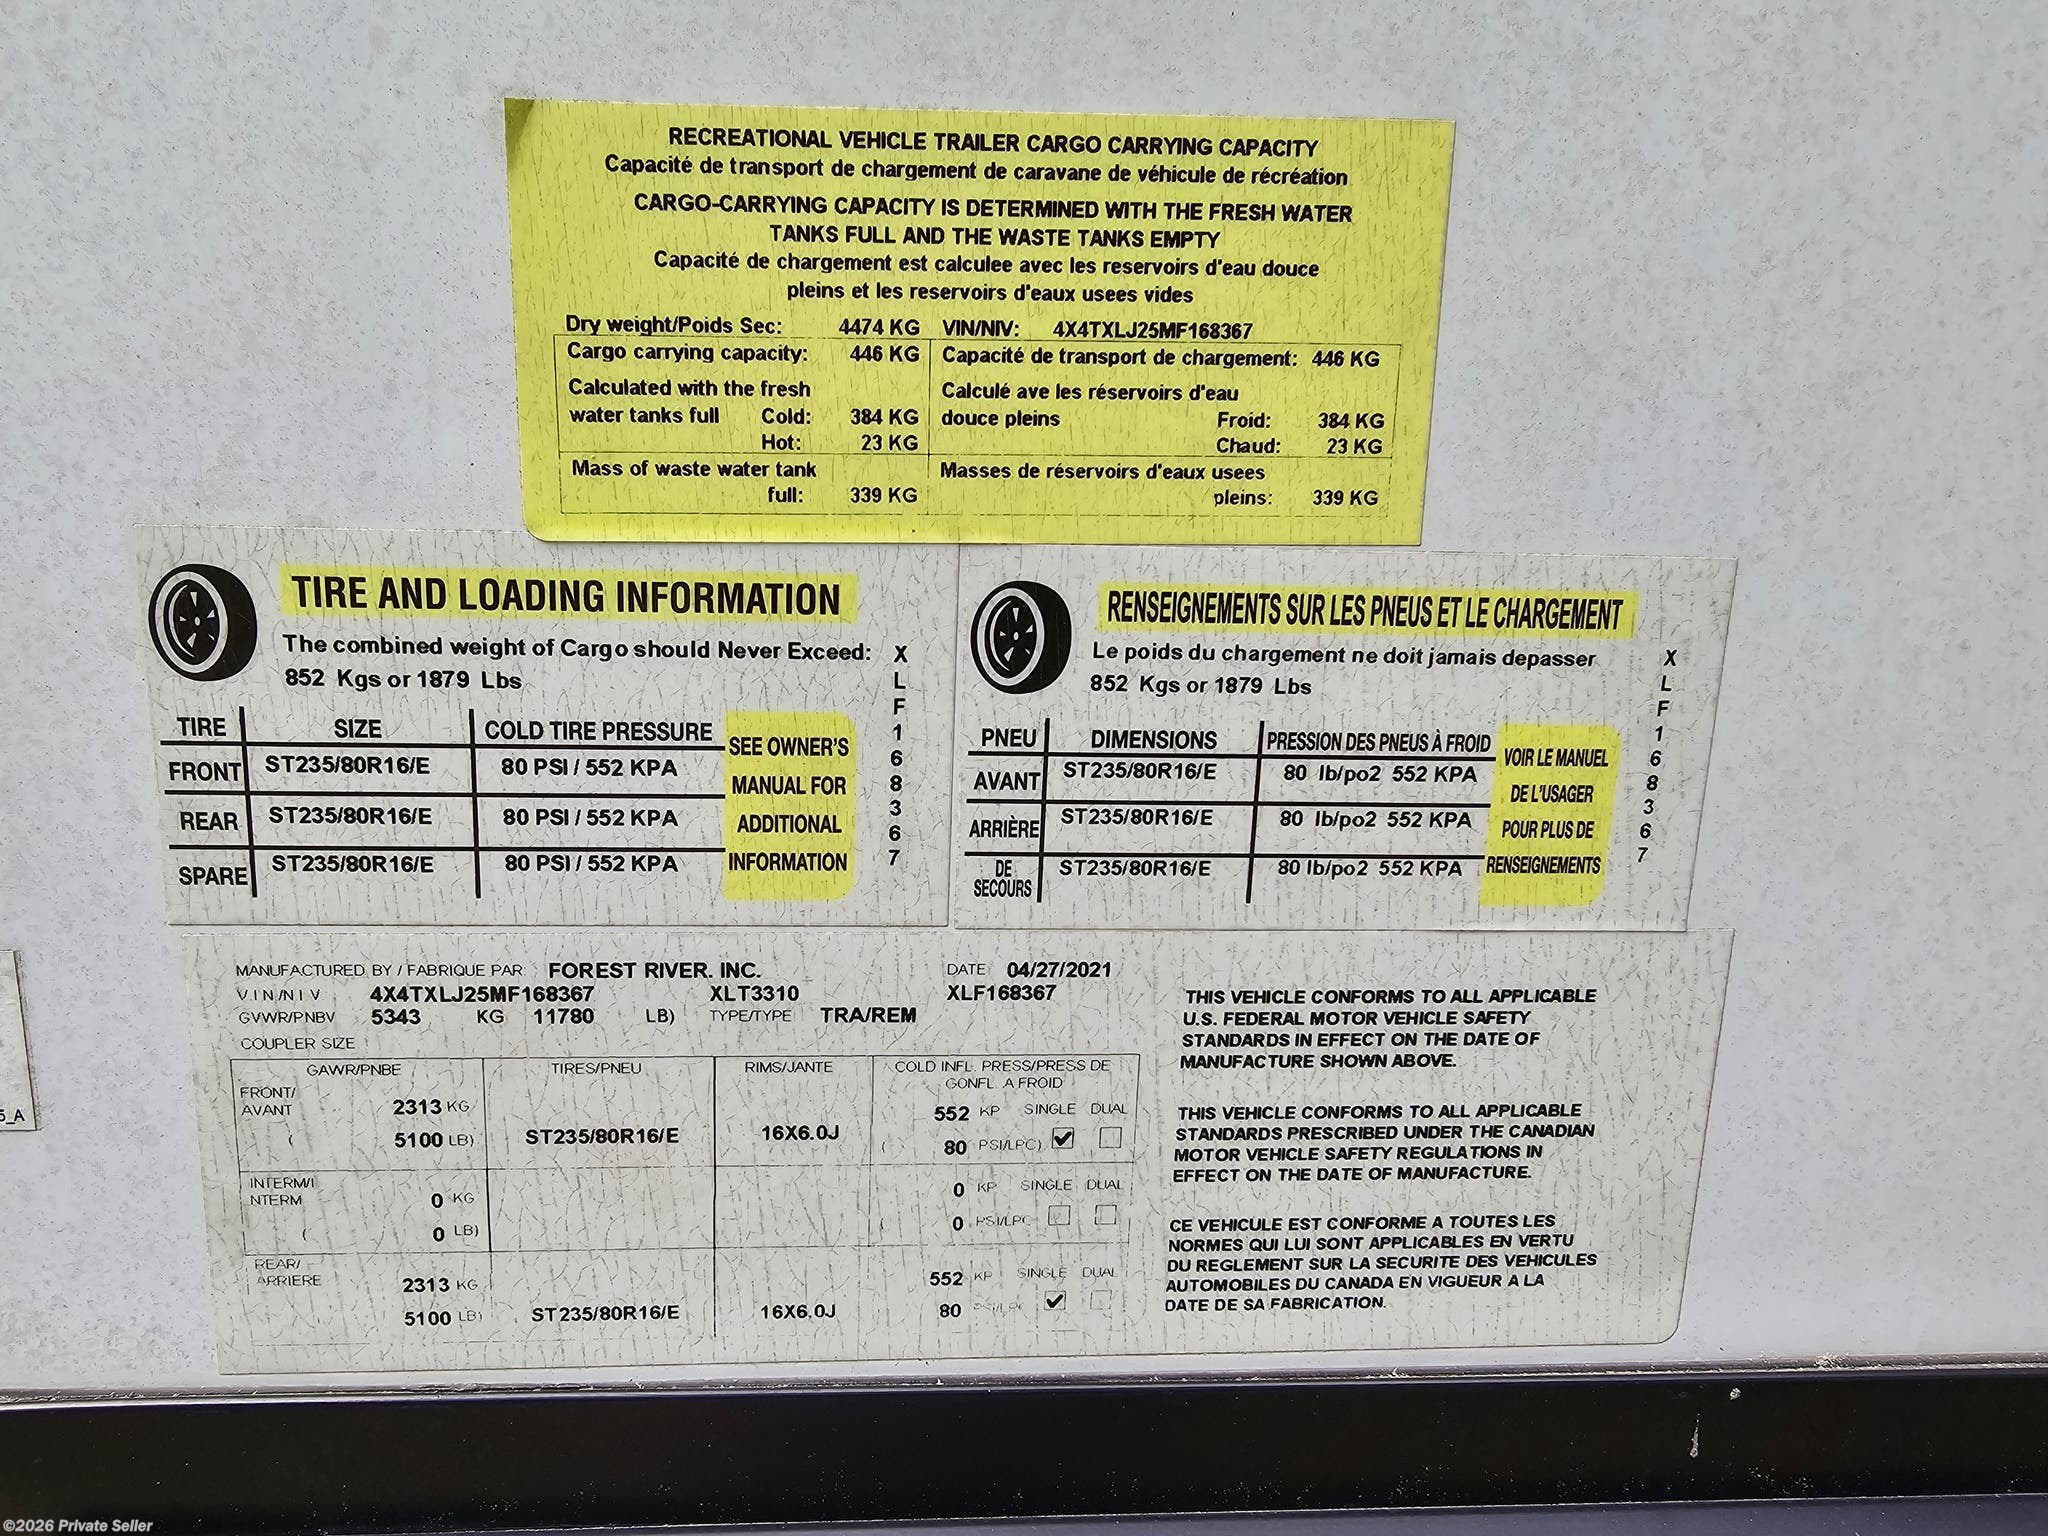 RECREATIONAL VEHICLE TRAILER CARGO CARRYING CAPACITY
Capacité de transport de chargement de caravane de véhicule de récréation
CARGO-CARRYING CAPACITY IS DETERMINED WITH THE FRESH WATER
TANKS FULL AND THE WASTE TANKS EMPTY
Capacité de chargement est calculee avec les reservoirs d'eau douce
pleins et les reservoirs d'eaux usees vides
Dry weight/Poids Sec: 4474 KG VIN/NIV: 4X4TXLJ25MF168367
Cargo carrying capacity: 446 KG Capacité de transport de chargement: 446 KG
Calculated with the fresh Calculé ave les réservoirs d'eau
water tanks full Cold: 384 KG douce pleins Froid: 384 KG
Hot: 23 KG Chaud: 23 KG
Mass of waste water tank Masses de réservoirs d'eaux usees
full: 339 KG pleins: 339 KG
TIRE AND LOADING INFORMATION
The combined weight of Cargo should Never Exceed:
852 Kgs or 1879 Lbs
TIRE SIZE COLD TIRE PRESSURE
FRONT ST235/80R16/E 80 PSI / 552 KPA
REAR ST235/80R16/E 80 PSI / 552 KPA
SPARE ST235/80R16/E 80 PSI / 552 KPA
SEE OWNER'S
MANUAL FOR
ADDITIONAL
INFORMATION
XLF168367
RENSEIGNEMENTS SUR LES PNEUS ET LE CHARGEMENT
Le poids du chargement ne doit jamais depasser
852 Kgs or 1879 Lbs
PNEU DIMENSIONS PRESSION DES PNEUS À FROID
AVANT ST235/80R16/E 80 lb/po2 552 KPA
ARRIÈRE ST235/80R16/E 80 lb/po2 552 KPA
DE SECOURS ST235/80R16/E 80 lb/po2 552 KPA
VOIR LE MANUEL
DE L'USAGER
POUR PLUS DE
RENSEIGNEMENTS
XLF168367
MANUFACTURED BY / FABRIQUE PAR FOREST RIVER. INC. DATE 04/27/2021
VIN/NIV 4X4TXLJ25MF168367 XLT3310 XLF168367
GVWR/PNBV 5343 KG 11780 LB) TYPE/TYPE TRA/REM
COUPLER SIZE
GAWR/PNBE TIRES/PNEU RIMS/JANTE COLD INFL PRESS/PRESS DE
GONFL A FROID
FRONT/
AVANT 2313 KG 552 KP SINGLE DUAL
( 5100 LB) ST235/80R16/E 16X6.0J ( 80 PSI/LPC)
INTERM/I
NTERM 0 KG 0 KP SINGLE DUAL
( 0 LB) ( 0 PSI/LPC
REAR/
ARRIERE 2313 KG 552 KP SINGLE DUAL
5100 LB) ST235/80R16/E 16X6.0J 80 PSI/LPC
THIS VEHICLE CONFORMS TO ALL APPLICABLE
U.S. FEDERAL MOTOR VEHICLE SAFETY
STANDARDS IN EFFECT ON THE DATE OF
MANUFACTURE SHOWN ABOVE.
THIS VEHICLE CONFORMS TO ALL APPLICABLE
STANDARDS PRESCRIBED UNDER THE CANADIAN
MOTOR VEHICLE SAFETY REGULATIONS IN
EFFECT ON THE DATE OF MANUFACTURE.
CE VEHICULE EST CONFORME A TOUTES LES
NORMES QUI LUI SONT APPLICABLES EN VERTU
DU REGLEMENT SUR LA SECURITE DES VEHICULES
AUTOMOBILES DU CANADA EN VIGUEUR A LA
DATE DE SA FABRICATION.
©2026 Private Seller